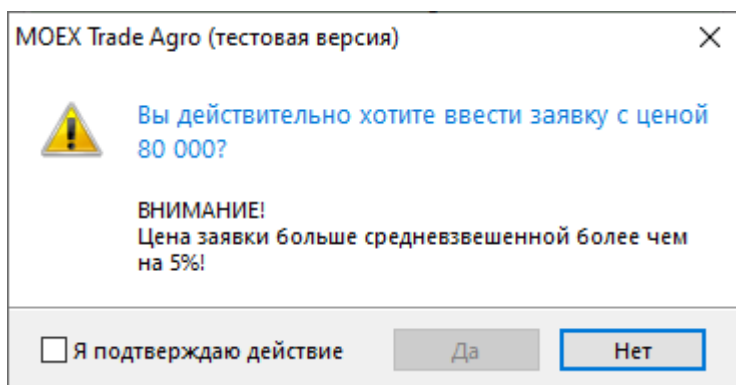 MOEX Trade Agro (тестовая версия)
Вы действительно хотите ввести заявку с ценой
80 000?
ВНИМАНИЕ!
Цена заявки больше средневзвешенной более чем
на 5%!
Я подтверждаю действие
Да
Нет